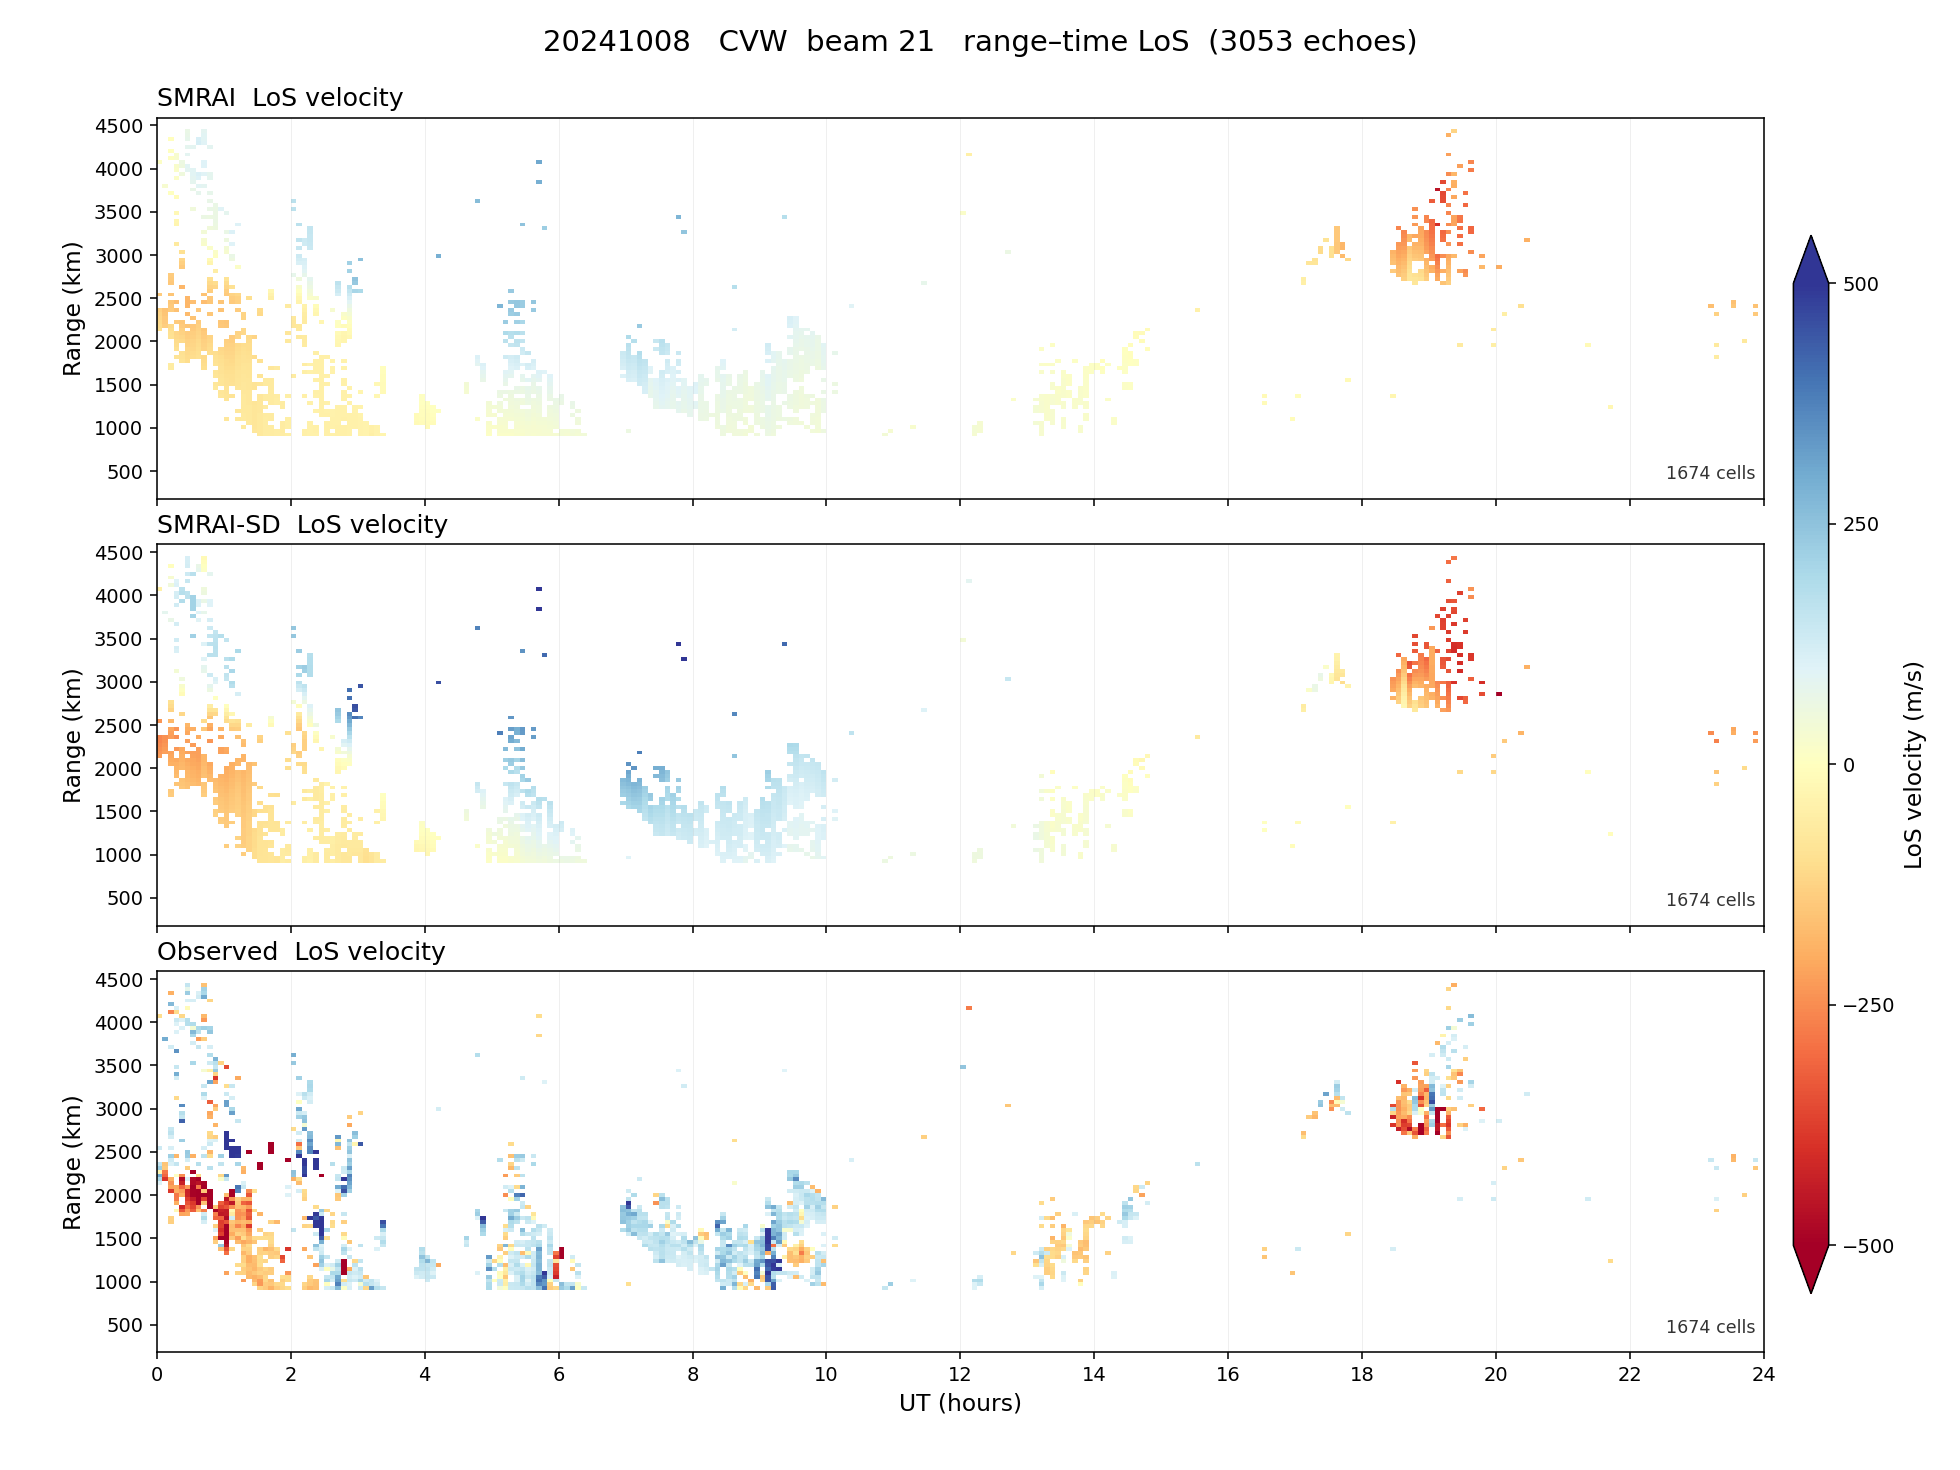 20241008   CVW  beam 21   range–time LoS  (3053 echoes)
SMRAI  LoS velocity
4500
4000
3500
3000
2500
2000
1500
1000
500
Range (km)
1674 cells
SMRAI-SD  LoS velocity
4500
4000
3500
3000
2500
2000
1500
1000
500
Range (km)
1674 cells
Observed  LoS velocity
4500
4000
3500
3000
2500
2000
1500
1000
500
Range (km)
1674 cells
0 2 4 6 8 10 12 14 16 18 20 22 24
UT (hours)
500
250
0
−250
−500
LoS velocity (m/s)